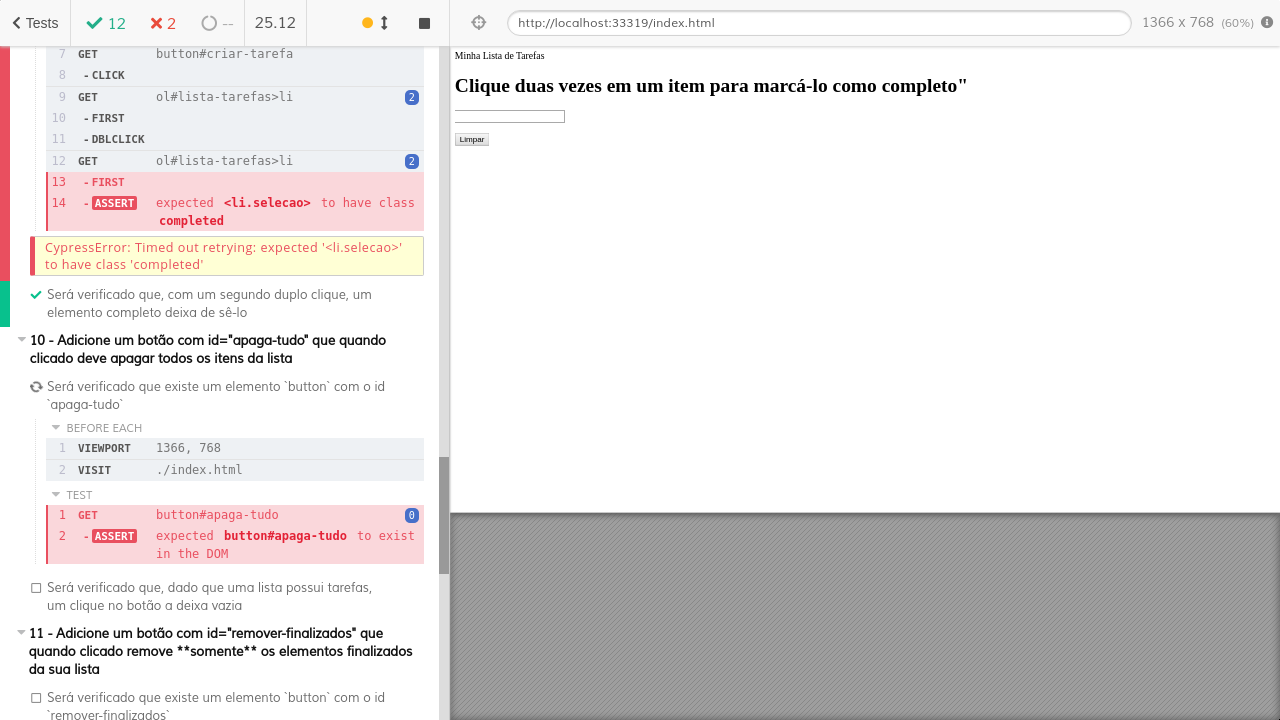 Tests 12 2 -- 25.12 http://localhost:33319/index.html 1366 x 768 (60%)
7 GET button#criar-tarefa
8 - CLICK
9 GET ol#lista-tarefas>li 2
10 - FIRST
11 - DBLCLICK
12 GET ol#lista-tarefas>li 2
13 - FIRST
14 - ASSERT expected <li.selecao> to have class
completed
CypressError: Timed out retrying: expected '<li.selecao>'
to have class 'completed'
Será verificado que, com um segundo duplo clique, um
elemento completo deixa de sê-lo
10 - Adicione um botão com id="apaga-tudo" que quando
clicado deve apagar todos os itens da lista
Será verificado que existe um elemento `button` com o id
`apaga-tudo`
BEFORE EACH
1 VIEWPORT 1366, 768
2 VISIT ./index.html
TEST
1 GET button#apaga-tudo 0
2 - ASSERT expected button#apaga-tudo to exist
in the DOM
Será verificado que, dado que uma lista possui tarefas,
um clique no botão a deixa vazia
11 - Adicione um botão com id="remover-finalizados" que
quando clicado remove **somente** os elementos finalizados
da sua lista
Será verificado que existe um elemento `button` com o id
`remover-finalizados`
Minha Lista de Tarefas
Clique duas vezes em um item para marcá-lo como completo"
Limpar